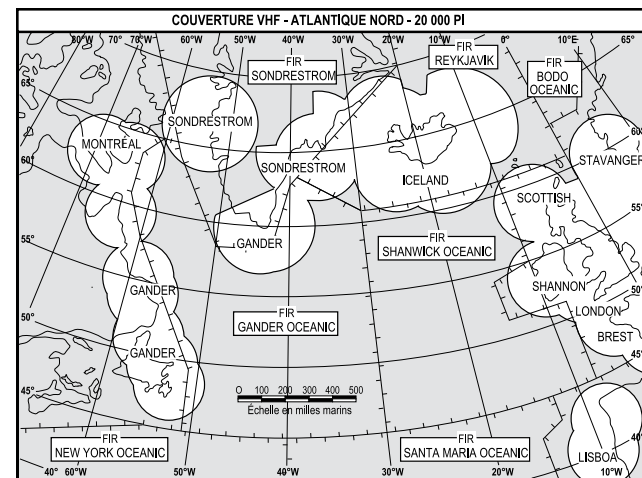 COUVERTURE VHF - ATLANTIQUE NORD - 20 000 PI
80°W 70° 70°W 60°W 50°W 40°W 30°W 20°W 10°W 0° 10°E 65°
FIR
SONDRESTROM
FIR
REYKJAVIK
FIR
BODO
OCEANIC
65°
60°
55°
50°
45°
60°
55°
50°
45°
40°
MONTRÉAL
SONDRESTROM
SONDRESTROM
ICELAND
STAVANGER
SCOTTISH
GANDER
FIR
SHANWICK OCEANIC
SHANNON
LONDON
BREST
GANDER
GANDER
FIR
GANDER OCEANIC
0 100 200 300 400 500
Échelle en milles marins
FIR
NEW YORK OCEANIC
FIR
SANTA MARIA OCEANIC
LISBOA
40° 60°W 50°W 40°W 30°W 20°W 10°W